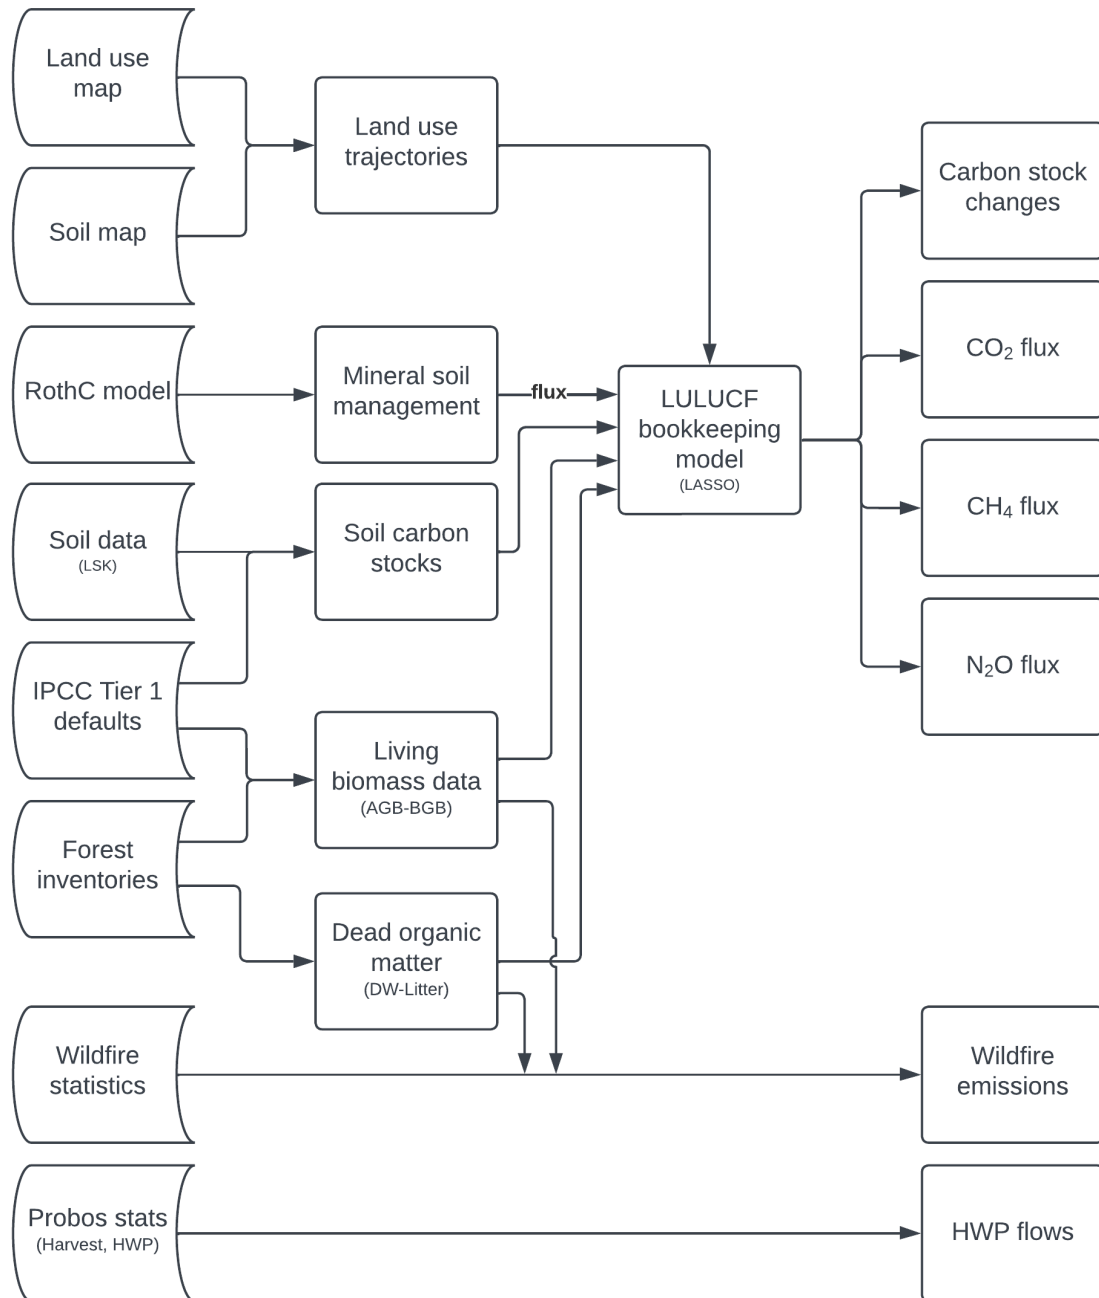 Land use
map
Soil map
Land use
trajectories
Carbon stock
changes
RothC model
Mineral soil
management
flux
LULUCF
bookkeeping
model
(LASSO)
CO₂ flux
Soil data
(LSK)
Soil carbon
stocks
CH₄ flux
IPCC Tier 1
defaults
Living
biomass data
(AGB-BGB)
N₂O flux
Forest
inventories
Dead organic
matter
(DW-Litter)
Wildfire
statistics
Wildfire
emissions
Probos stats
(Harvest, HWP)
HWP flows